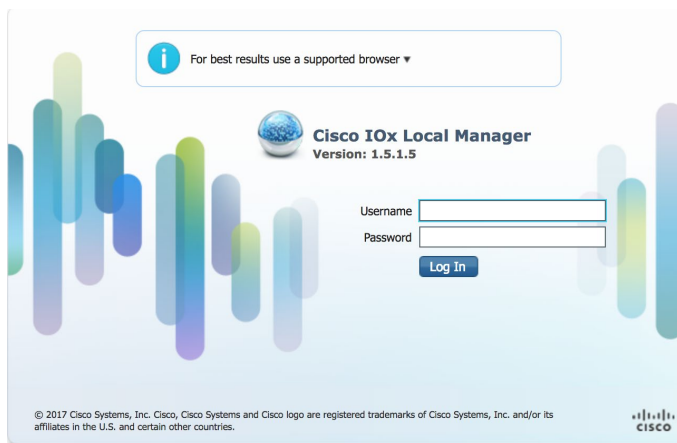 For best results use a supported browser ▼
Cisco IOx Local Manager
Version: 1.5.1.5
Username
Password
Log In
© 2017 Cisco Systems, Inc. Cisco, Cisco Systems and Cisco logo are registered trademarks of Cisco Systems, Inc. and/or its
affiliates in the U.S. and certain other countries.
CISCO